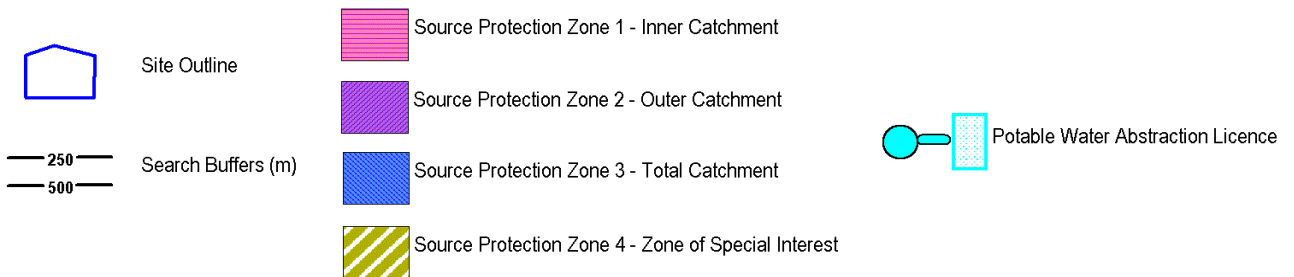 Site Outline
250
500
Search Buffers (m)
Source Protection Zone 1 - Inner Catchment
Source Protection Zone 2 - Outer Catchment
Source Protection Zone 3 - Total Catchment
Source Protection Zone 4 - Zone of Special Interest
Potable Water Abstraction Licence